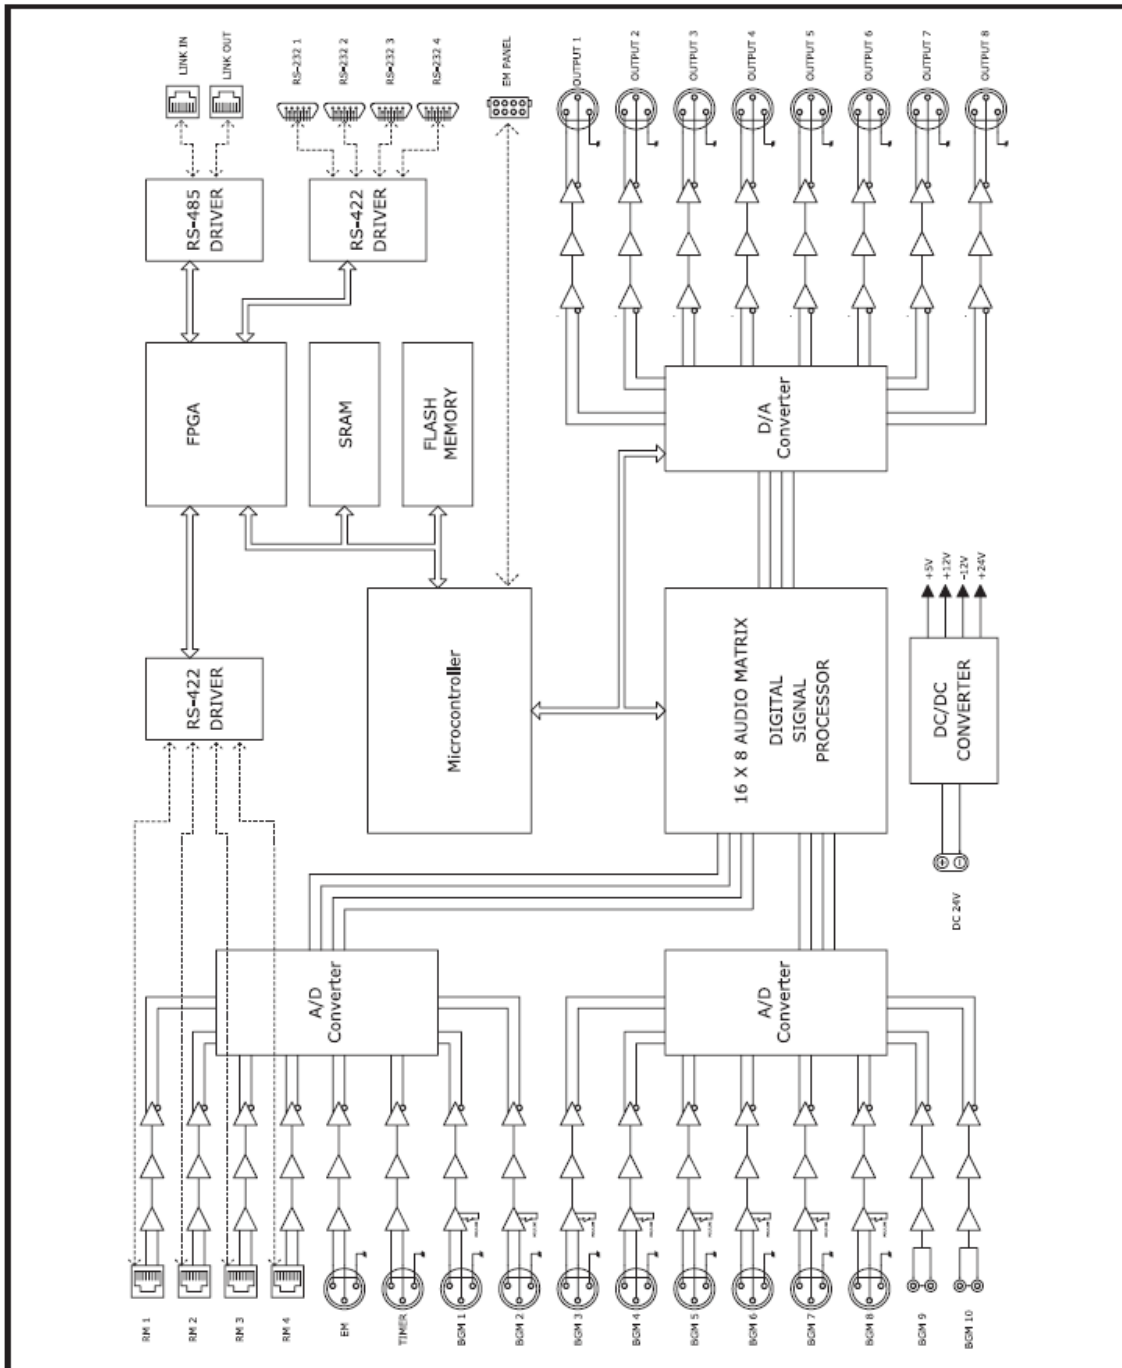 LINK IN
LINK OUT
RS-232 1
RS-232 2
RS-232 3
RS-232 4
EM PANEL
OUTPUT 1
OUTPUT 2
OUTPUT 3
OUTPUT 4
OUTPUT 5
OUTPUT 6
OUTPUT 7
OUTPUT 8
RS-485
DRIVER
RS-422
DRIVER
FPGA
SRAM
FLASH
MEMORY
D/A
Converter
RS-422
DRIVER
Microcontroller
16 X 8 AUDIO MATRIX
DIGITAL
SIGNAL
PROCESSOR
+5V
+12V
-12V
+24V
DC/DC
CONVERTER
DC 24V
A/D
Converter
A/D
Converter
RM 1
RM 2
RM 3
RM 4
EM
TIMER
BGM 1
BGM 2
BGM 3
BGM 4
BGM 5
BGM 6
BGM 7
BGM 8
BGM 9
BGM 10